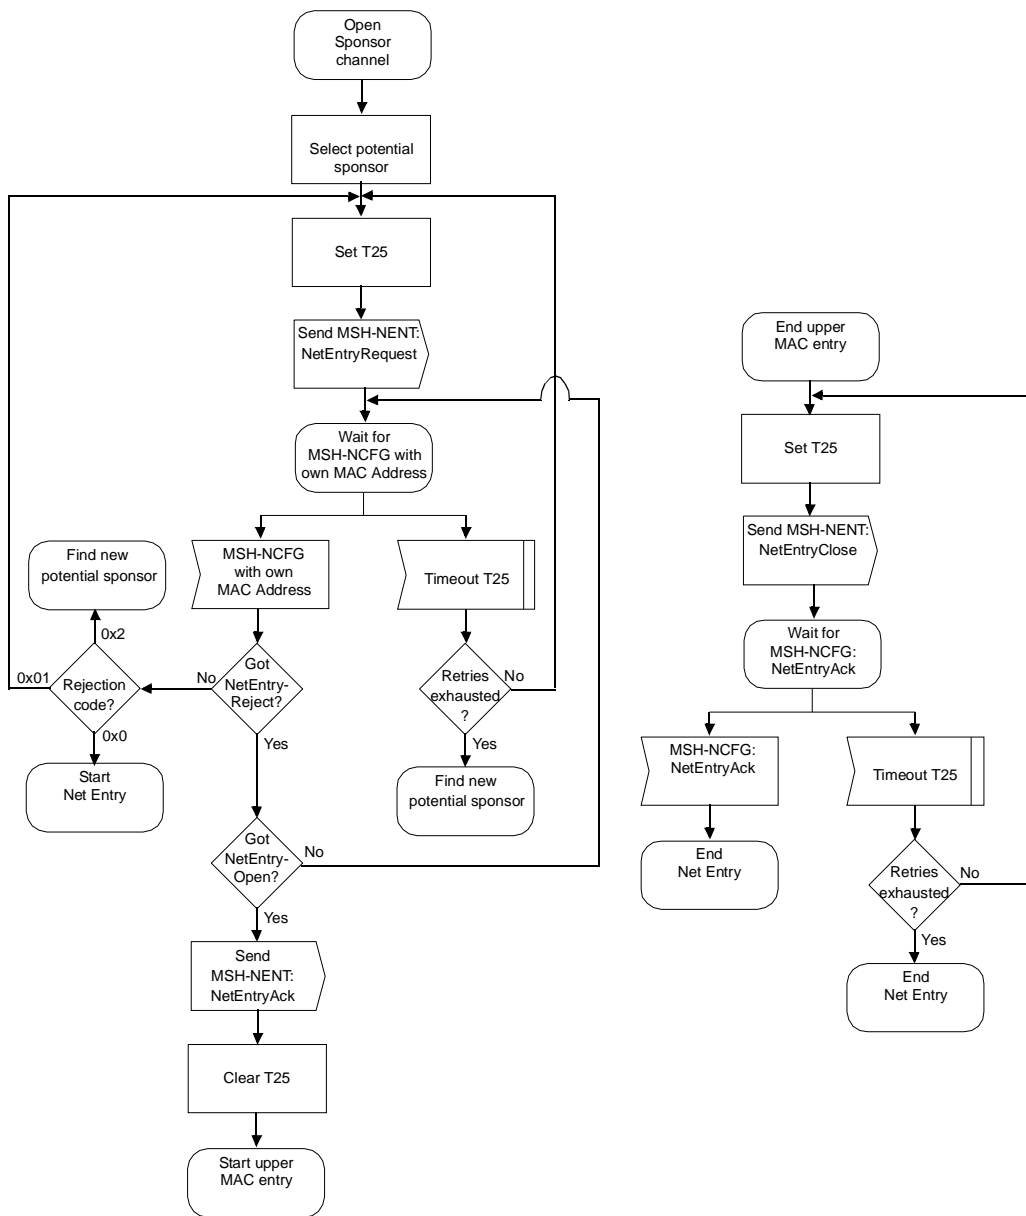 Open
Sponsor
channel
Select potential
sponsor
Set T25
Send MSH-NENT:
NetEntryRequest
Wait for
MSH-NCFG with
own MAC Address
MSH-NCFG
with own
MAC Address
Timeout T25
Find new
potential sponsor
0x2
0x01
Rejection
code?
No
Got
NetEntry-
Reject?
Retries
exhausted
?
No
0x0
Yes
Yes
Start
Net Entry
Find new
potential sponsor
Got
NetEntry-
Open?
No
Yes
Send
MSH-NENT:
NetEntryAck
Clear T25
Start upper
MAC entry
End upper
MAC entry
Set T25
Send MSH-NENT:
NetEntryClose
Wait for
MSH-NCFG:
NetEntryAck
MSH-NCFG:
NetEntryAck
Timeout T25
End
Net Entry
Retries
exhausted
?
No
Yes
End
Net Entry